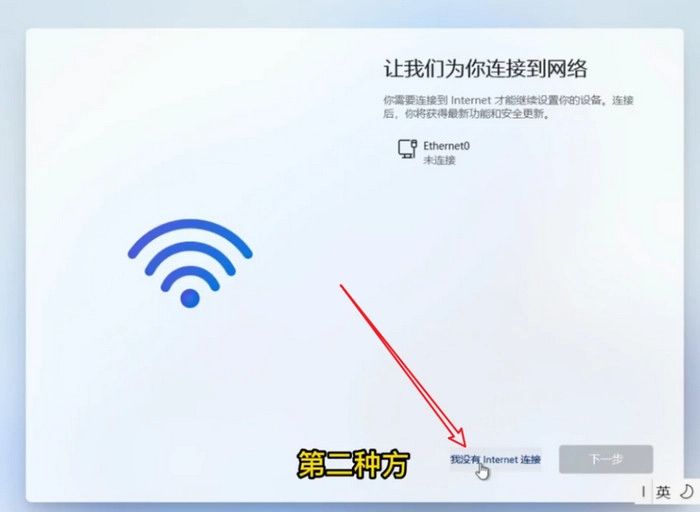 让我们为你连接到网络
你需要连接到 Internet 才能继续设置你的设备。连接
后，你将获得最新功能和安全更新。
Ethernet0
未连接
第二种方
我没有 Internet 连接
下一步
英